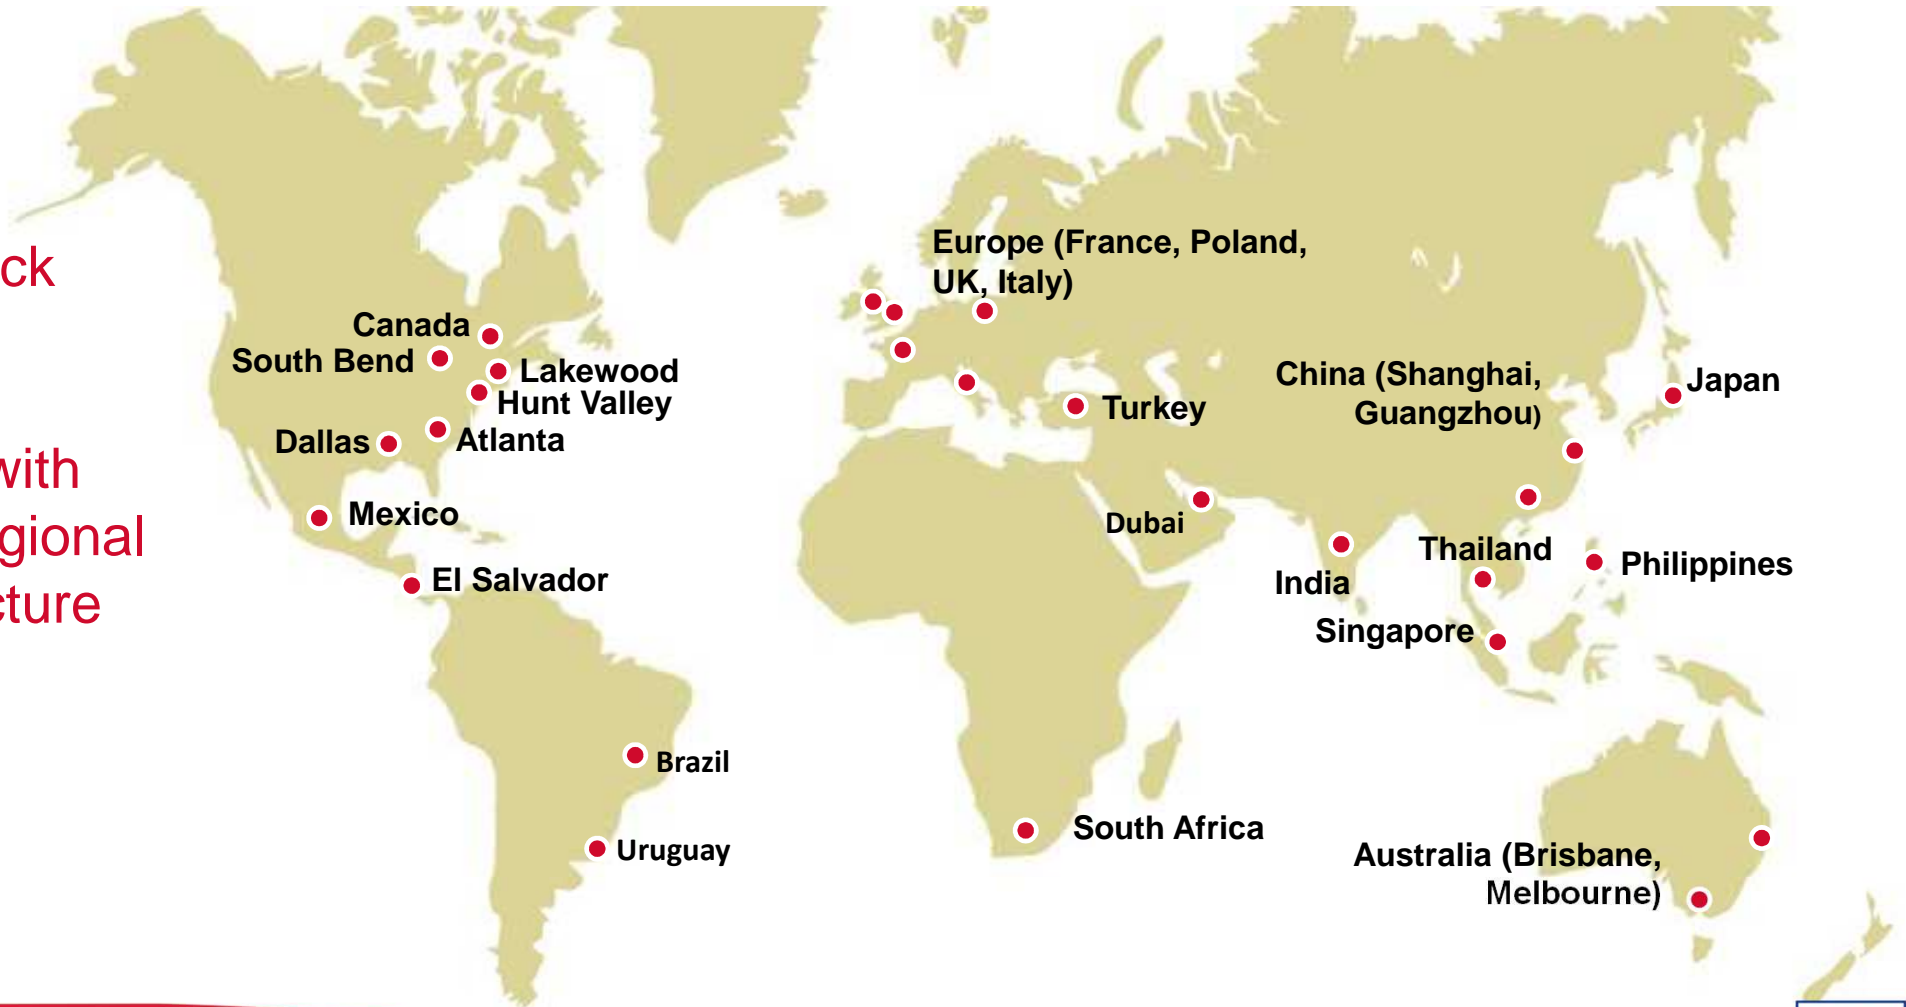 ck
with
gional
cture
Europe (France, Poland,
UK, Italy)
Canada
South Bend
Lakewood
Hunt Valley
Dallas
Atlanta
Mexico
El Salvador
Brazil
Uruguay
Turkey
Dubai
South Africa
China (Shanghai,
Guangzhou)
Japan
India
Thailand
Philippines
Singapore
Australia (Brisbane,
Melbourne)